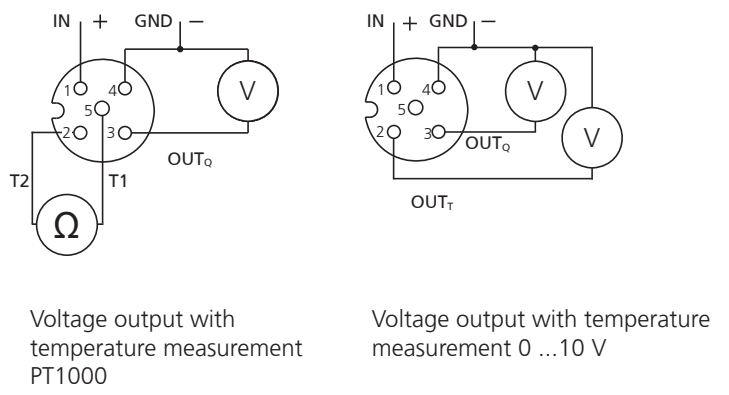 IN + GND −
1 4
5
2 3
V
OUTQ
T2 T1
Ω
Voltage output with
temperature measurement
PT1000
IN + GND −
1 4
5
2 3
V
V
OUTQ
OUTT
Voltage output with temperature
measurement 0 ...10 V